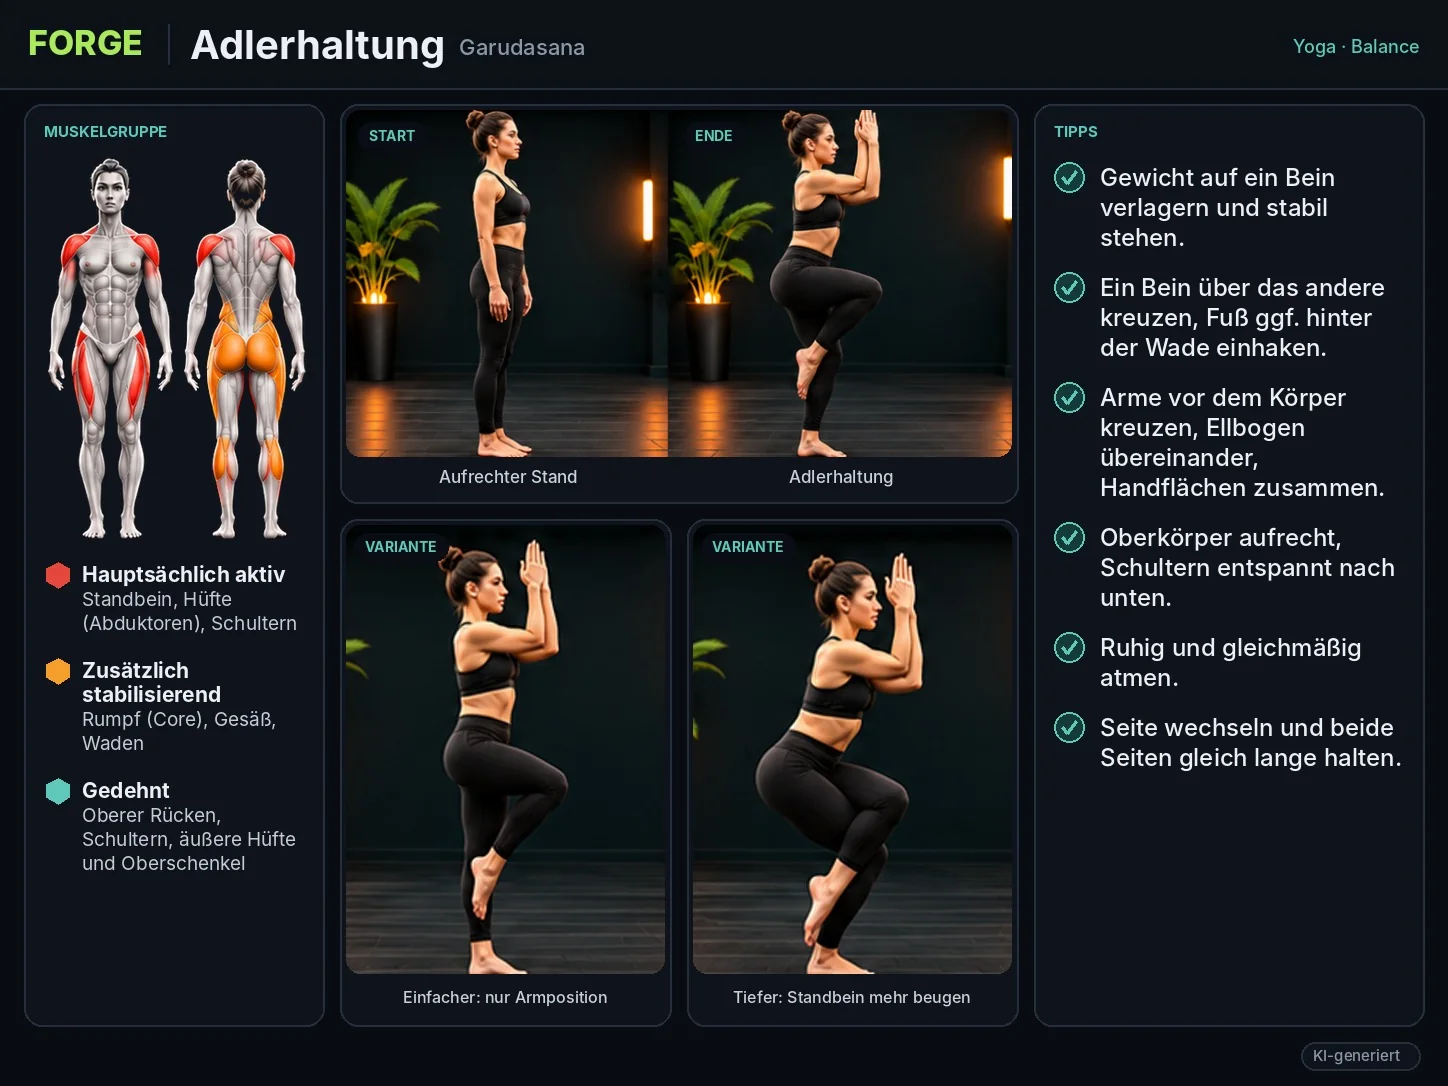 FORGE
Adlerhaltung Garudasana
Yoga · Balance
MUSKELGRUPPE
Hauptsächlich aktiv
Standbein, Hüfte
(Abduktoren), Schultern
Zusätzlich
stabilisierend
Rumpf (Core), Gesäß,
Waden
Gedehnt
Oberer Rücken,
Schultern, äußere Hüfte
und Oberschenkel
START
ENDE
Aufrechter Stand
Adlerhaltung
VARIANTE
Einfacher: nur Armposition
VARIANTE
Tiefer: Standbein mehr beugen
TIPPS
Gewicht auf ein Bein
verlagern und stabil
stehen.
Ein Bein über das andere
kreuzen, Fuß ggf. hinter
der Wade einhaken.
Arme vor dem Körper
kreuzen, Ellbogen
übereinander,
Handflächen zusammen.
Oberkörper aufrecht,
Schultern entspannt nach
unten.
Ruhig und gleichmäßig
atmen.
Seite wechseln und beide
Seiten gleich lange halten.
KI-generiert